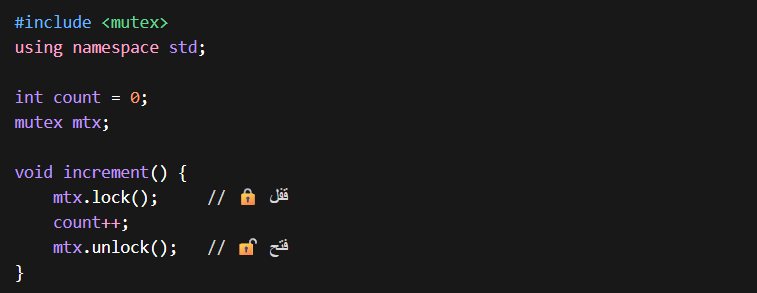 #include <mutex>
using namespace std;
int count = 0;
mutex mtx;
void increment() {
    mtx.lock();     // 🔒 قفل
    count++;
    mtx.unlock();   // 🔓 فتح
}